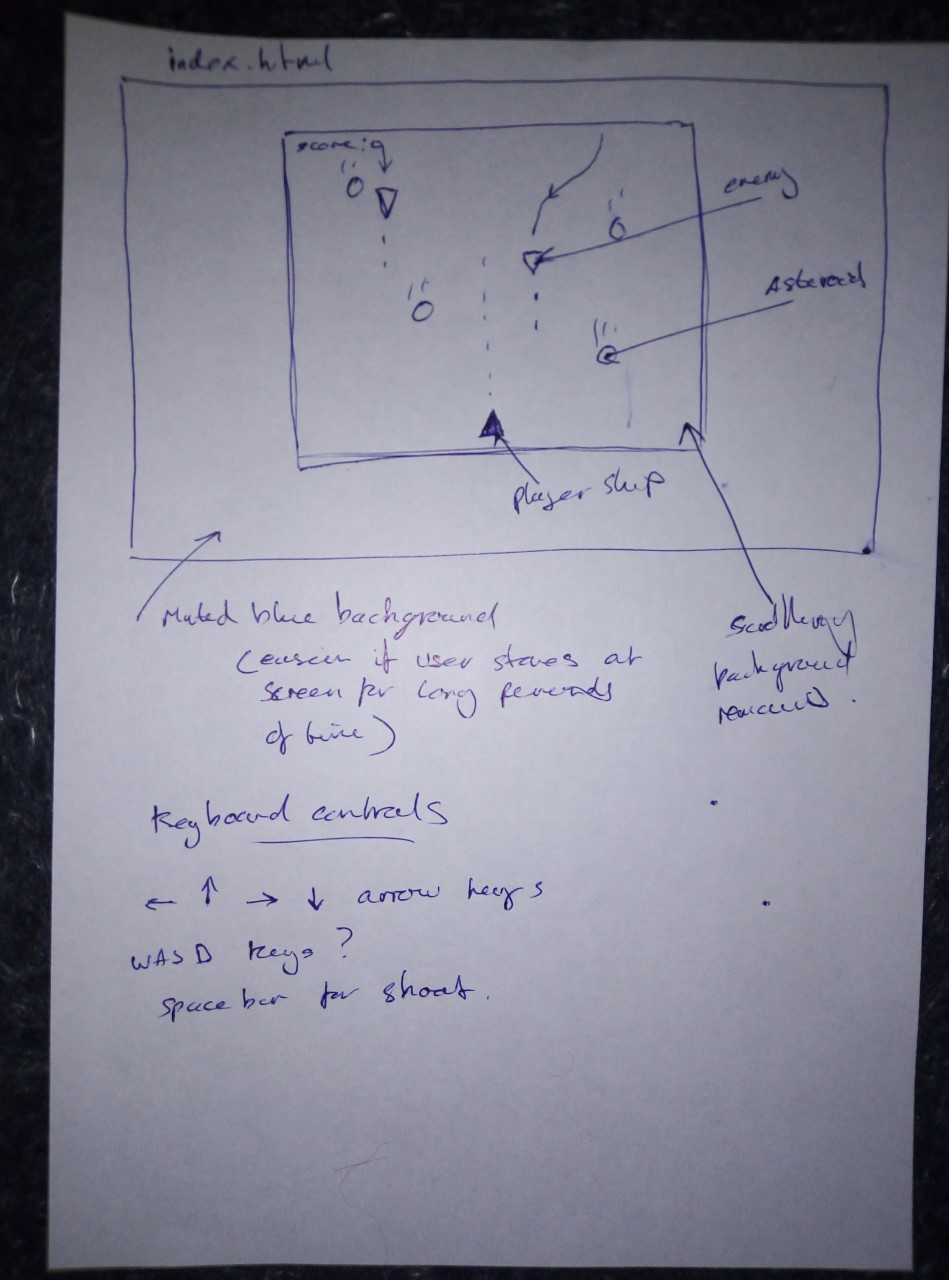 index.html
score: 9
enemy
Asteroid
player ship
Muted blue background
(easier if user stares at
screen for long periods
of time)
Scrolling
background
Keyboard controls
← ↑ → ↓ arrow keys
WASD keys?
space bar for shoot.